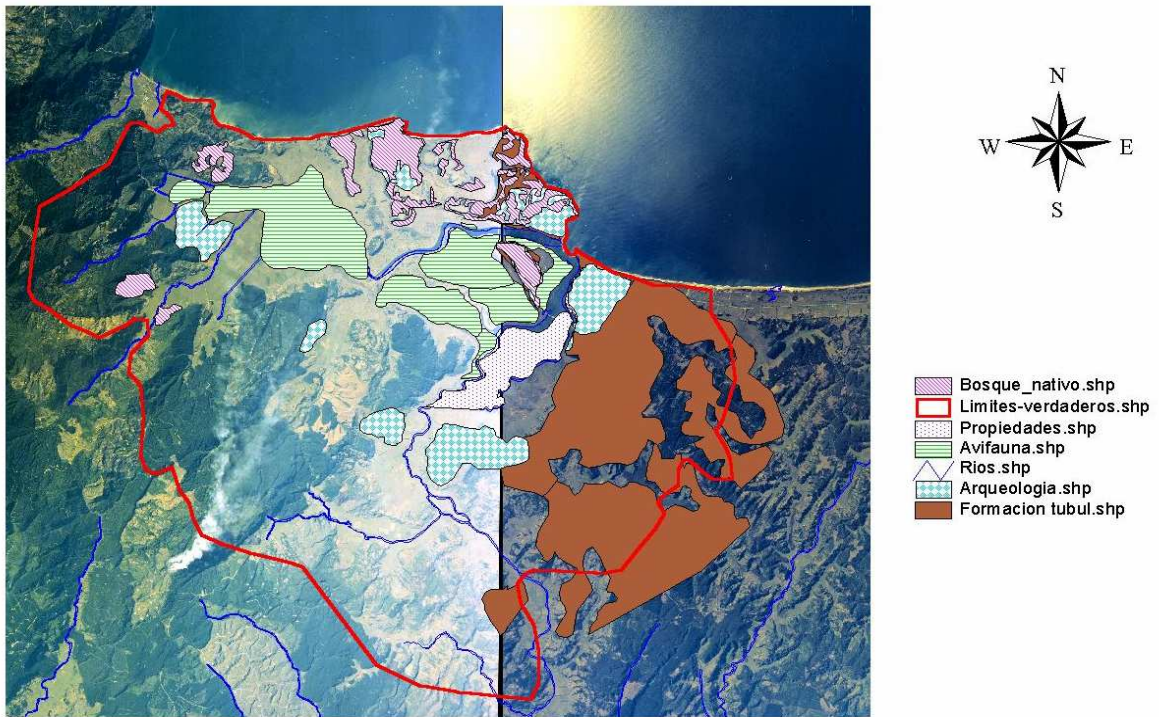 N
W E
S
Bosque_nativo.shp
Limites-verdaderos.shp
Propiedades.shp
Avifauna.shp
Rios.shp
Arqueologia.shp
Formacion tubul.shp